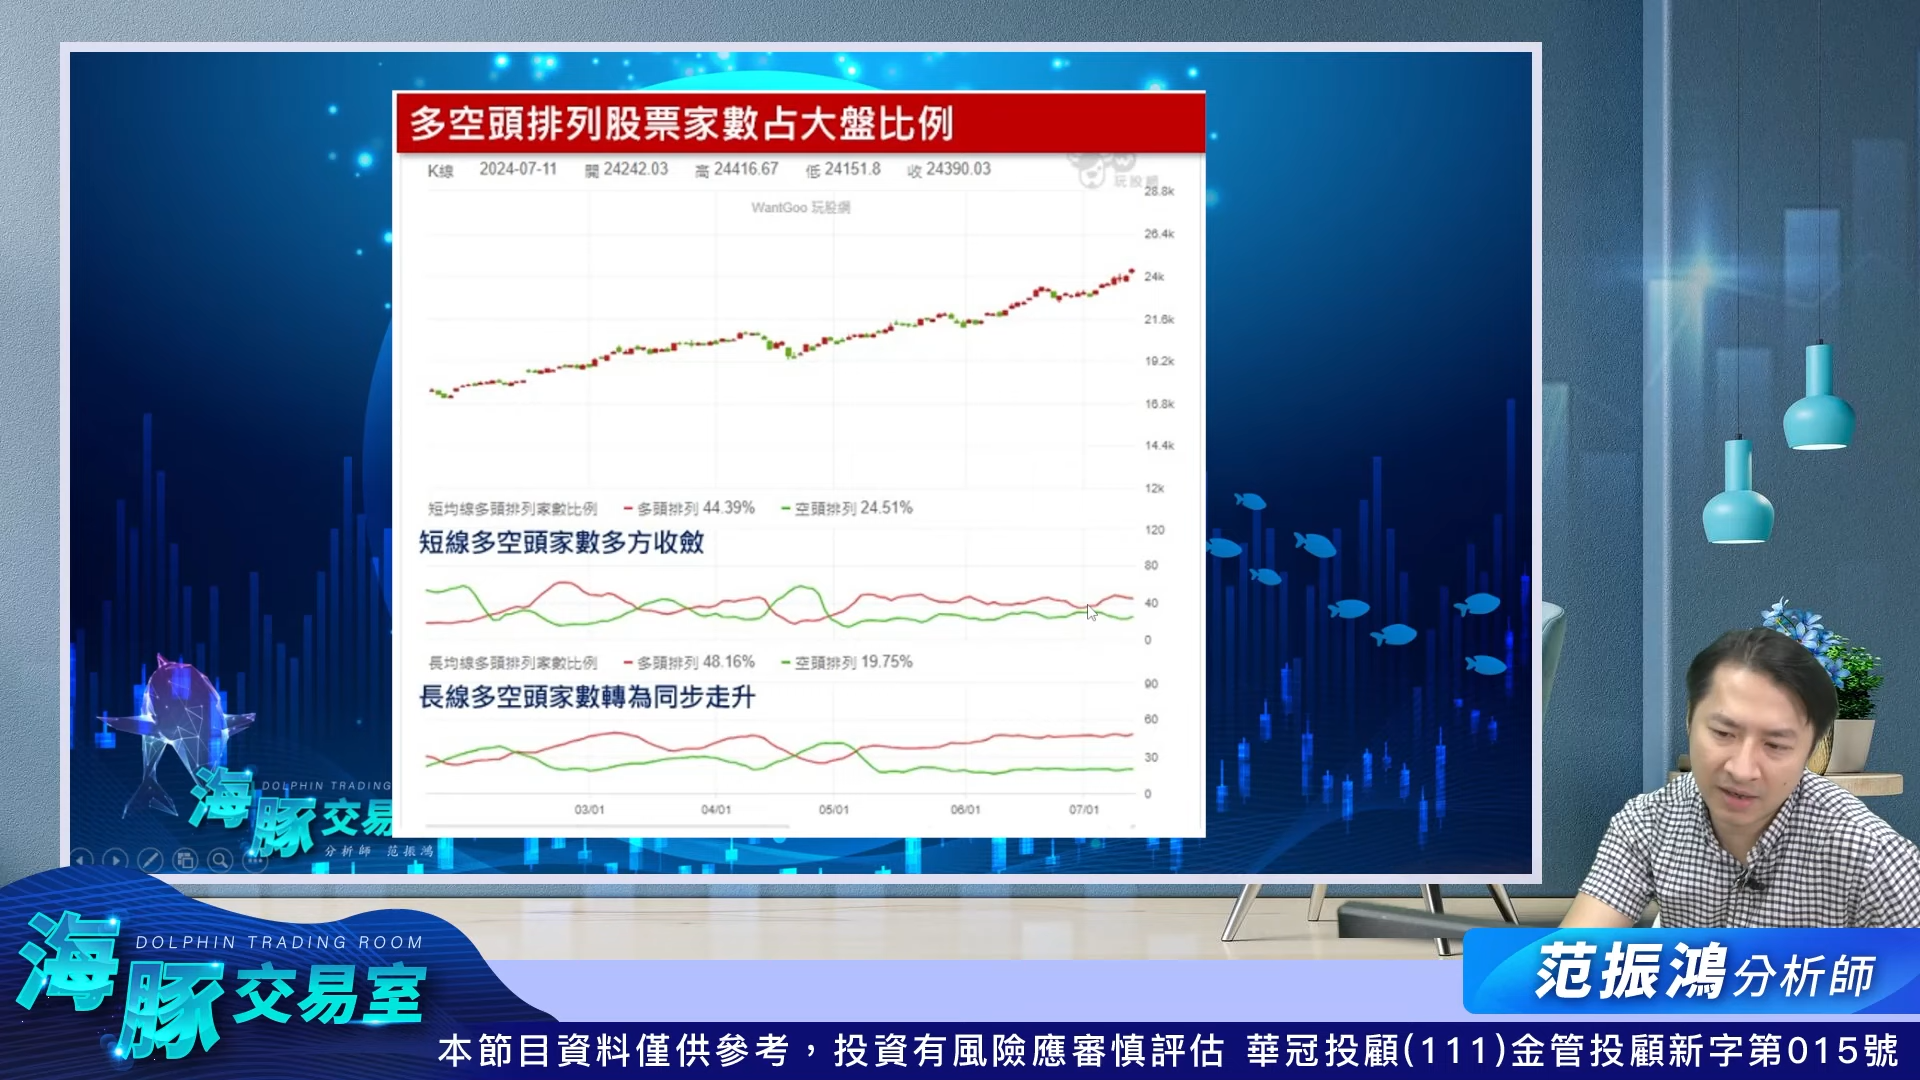 多空頭排列股票家數占大盤比例
K線 2024-07-11 開 24242.03 高 24416.67 低 24151.8 收 24390.03
玩股網
WantGoo 玩股網
28.8k
26.4k
24k
21.6k
19.2k
16.8k
14.4k
12k
短均線多頭排列家數比例 多頭排列 44.39% 空頭排列 24.51%
短線多空頭家數多方收斂
120
80
40
0
長均線多頭排列家數比例 多頭排列 48.16% 空頭排列 19.75%
長線多空頭家數轉為同步走升
90
60
30
0
03/01 04/01 05/01 06/01 07/01
DOLPHIN TRADING
海豚交易
分析師 范振鴻
DOLPHIN TRADING ROOM
海豚交易室
范振鴻分析師
本節目資料僅供參考，投資有風險應審慎評估 華冠投顧(111)金管投顧新字第015號